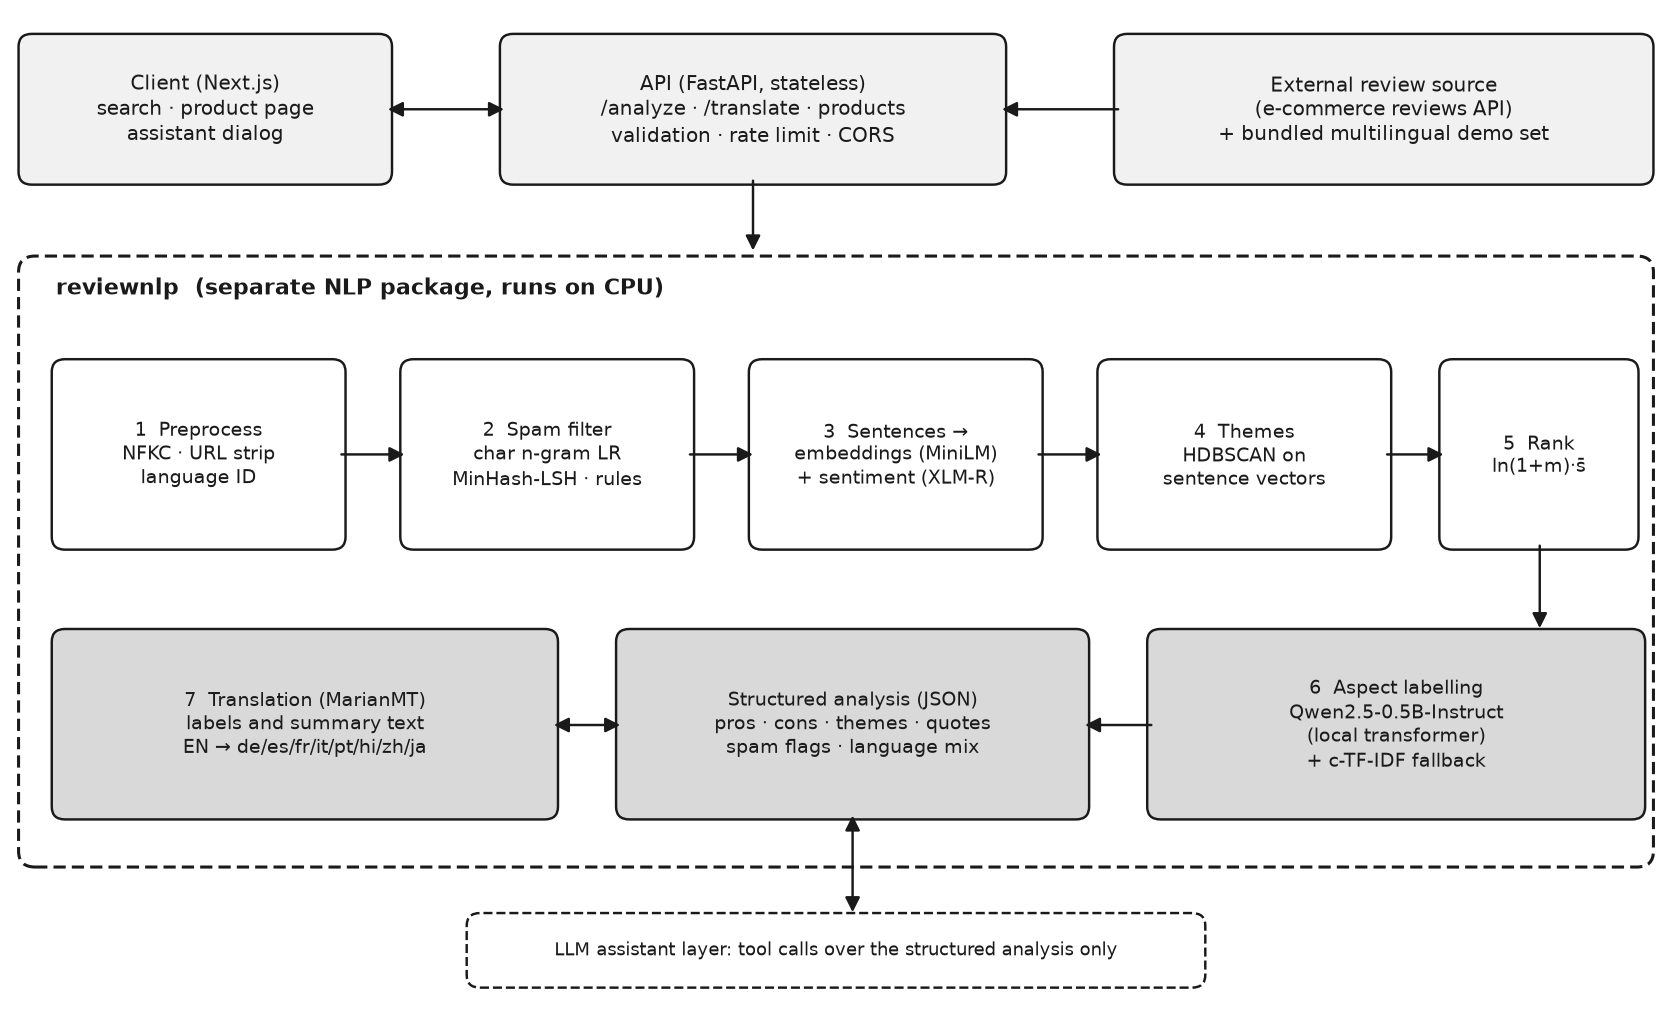 Client (Next.js)
search · product page
assistant dialog
API (FastAPI, stateless)
/analyze · /translate · products
validation · rate limit · CORS
External review source
(e-commerce reviews API)
+ bundled multilingual demo set
reviewnlp (separate NLP package, runs on CPU)
1 Preprocess
NFKC · URL strip
language ID
2 Spam filter
char n-gram LR
MinHash-LSH · rules
3 Sentences →
embeddings (MiniLM)
+ sentiment (XLM-R)
4 Themes
HDBSCAN on
sentence vectors
5 Rank
ln(1+m)·s̄
7 Translation (MarianMT)
labels and summary text
EN → de/es/fr/it/pt/hi/zh/ja
Structured analysis (JSON)
pros · cons · themes · quotes
spam flags · language mix
6 Aspect labelling
Qwen2.5-0.5B-Instruct
(local transformer)
+ c-TF-IDF fallback
LLM assistant layer: tool calls over the structured analysis only